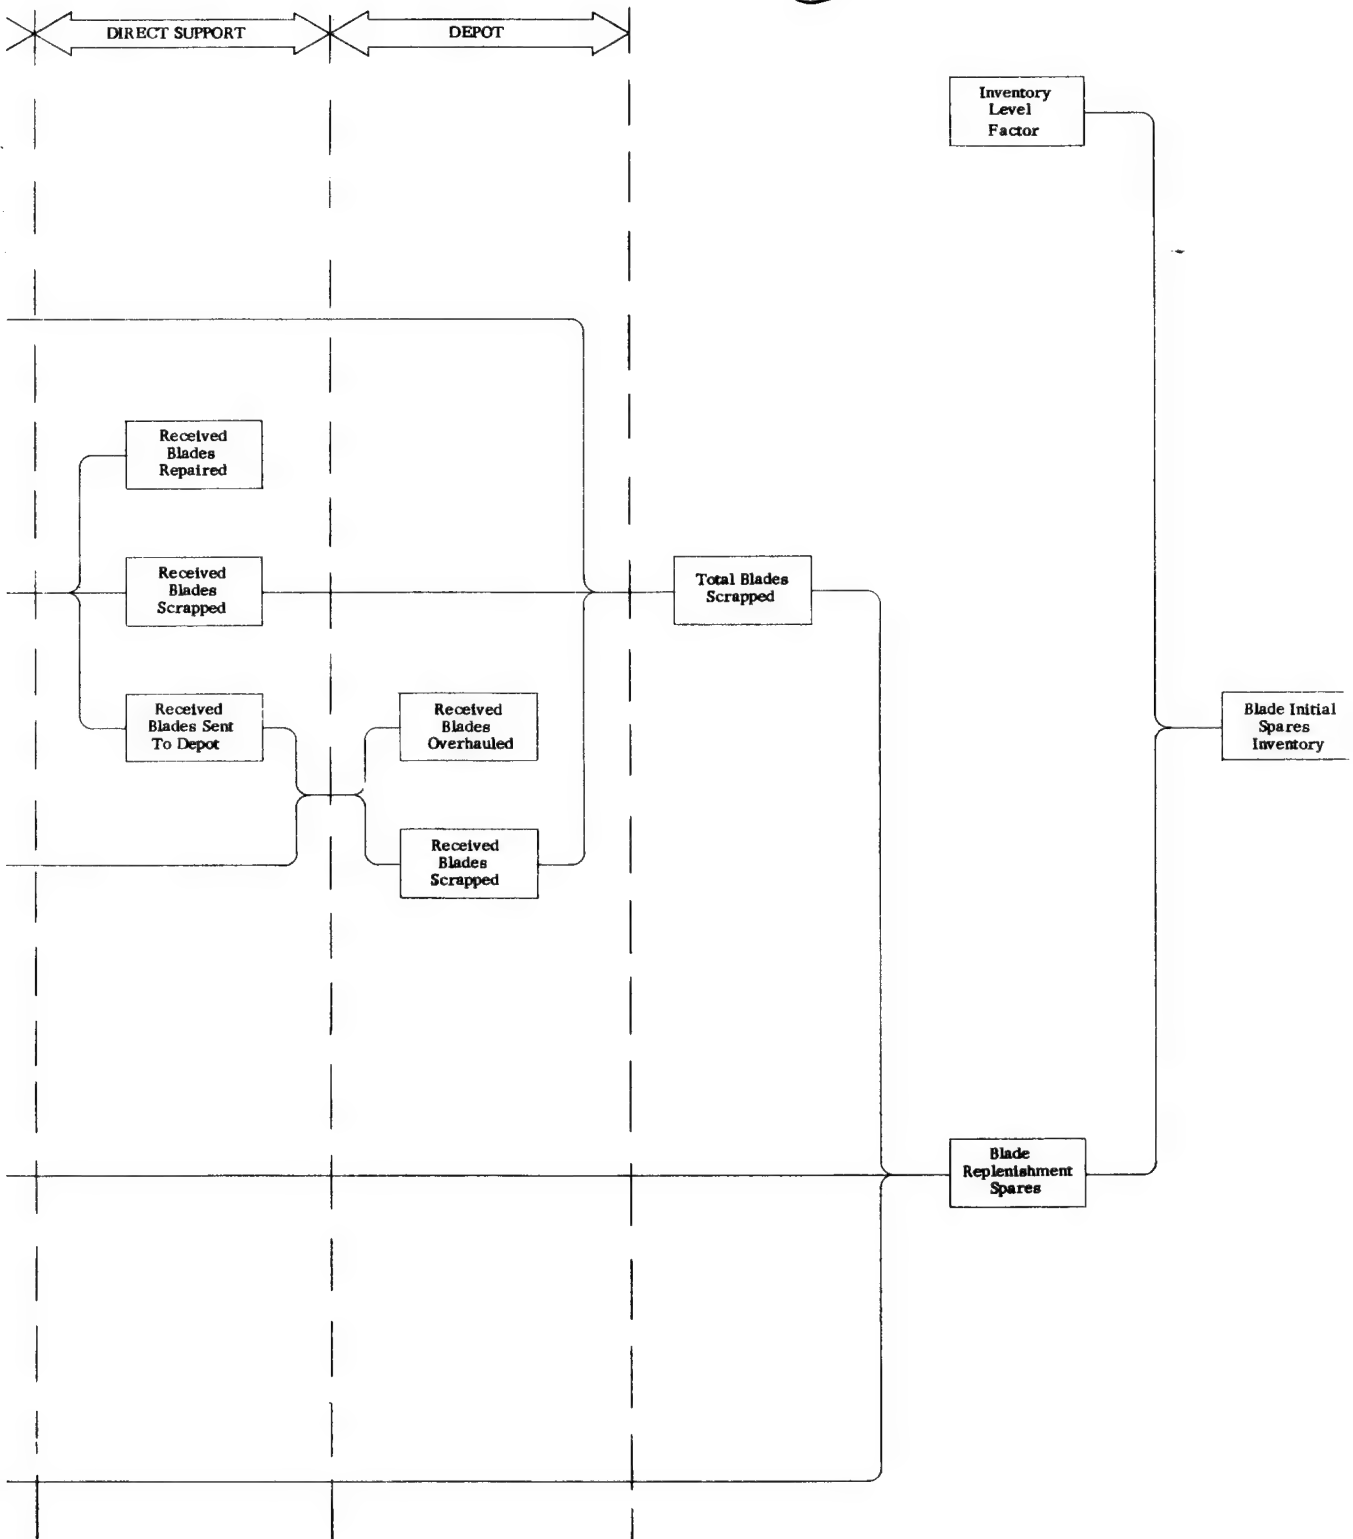 DIRECT SUPPORT
DEPOT
Inventory
Level
Factor
Received
Blades
Repaired
Received
Blades
Scrapped
Total Blades
Scrapped
Received
Blades Sent
To Depot
Received
Blades
Overhauled
Blade Initial
Spares
Inventory
Received
Blades
Scrapped
Blade
Replenishment
Spares